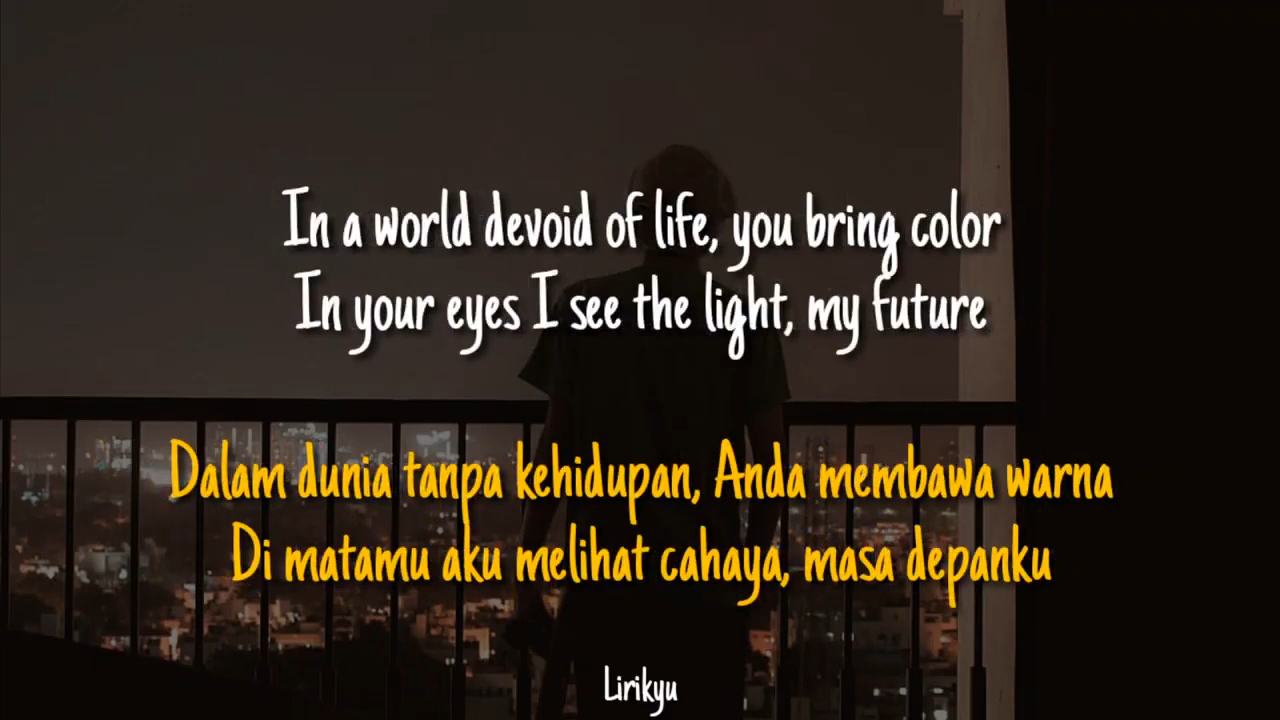 In a world devoid of life, you bring color
In your eyes I see the light, my future
Dalam dunia tanpa kehidupan, Anda membawa warna
Di matamu aku melihat cahaya, masa depanku
Lirikyu